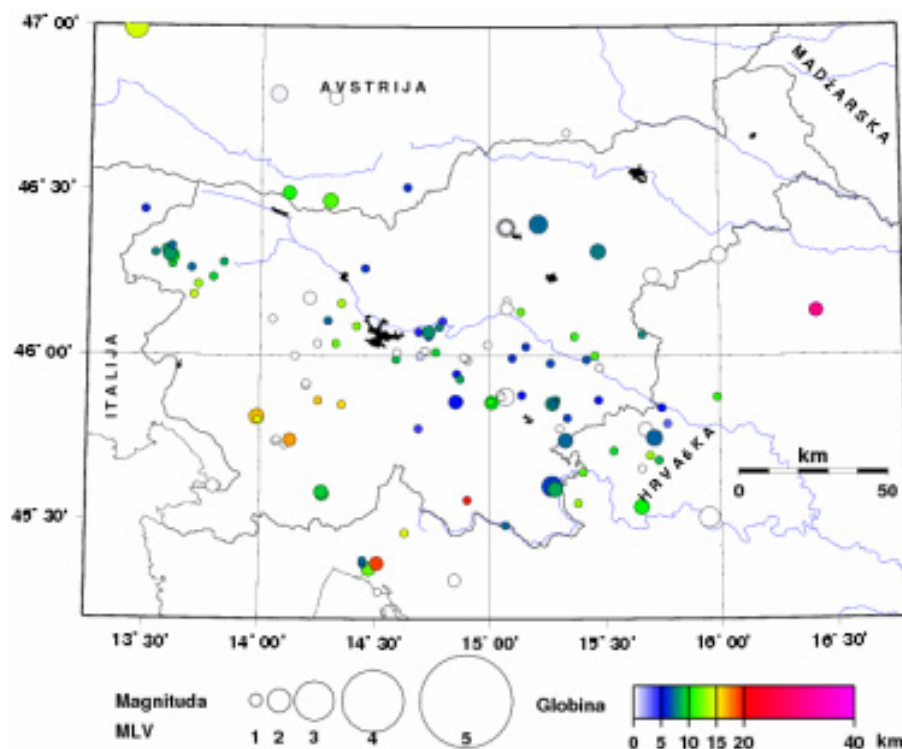 47° 00'
AVSTRIJA
MADŽARSKA
46° 30'
46° 00'
ITALIJA
HRVAŠKA
km
0 50
45° 30'
13° 30' 14° 00' 14° 30' 15° 00' 15° 30' 16° 00' 16° 30'
Magnituda
MLV
1 2 3 4 5
Globina
0 5 10 15 20 40 km